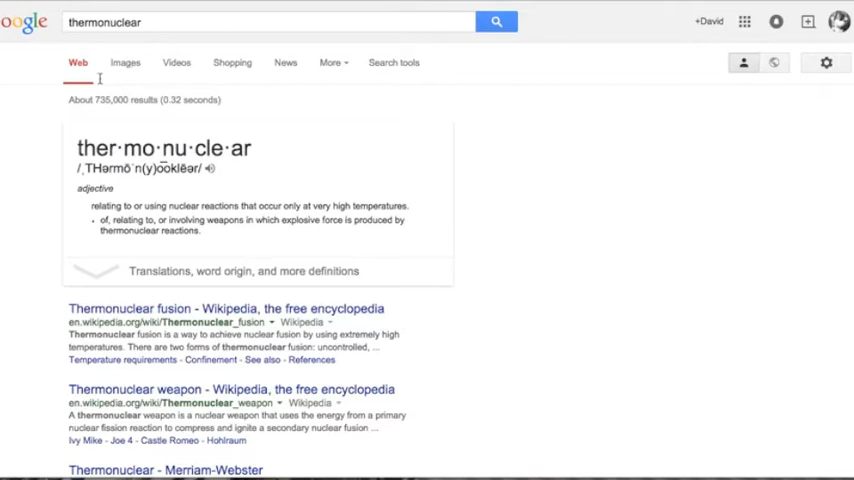 oogle
thermonuclear
+David
Web Images Videos Shopping News More Search tools
About 735,000 results (0.32 seconds)
ther·mo·nu·cle·ar
/ˌTHərmōˈn(y)o͞oklēər/
adjective
relating to or using nuclear reactions that occur only at very high temperatures.
• of, relating to, or involving weapons in which explosive force is produced by
thermonuclear reactions.
Translations, word origin, and more definitions
Thermonuclear fusion - Wikipedia, the free encyclopedia
en.wikipedia.org/wiki/Thermonuclear_fusion Wikipedia
Thermonuclear fusion is a way to achieve nuclear fusion by using extremely high
temperatures. There are two forms of thermonuclear fusion: uncontrolled, ...
Temperature requirements - Confinement - See also - References
Thermonuclear weapon - Wikipedia, the free encyclopedia
en.wikipedia.org/wiki/Thermonuclear_weapon Wikipedia
A thermonuclear weapon is a nuclear weapon that uses the energy from a primary
nuclear fission reaction to compress and ignite a secondary nuclear fusion ...
Ivy Mike - Joe 4 - Castle Romeo - Hohlraum
Thermonuclear - Merriam-Webster